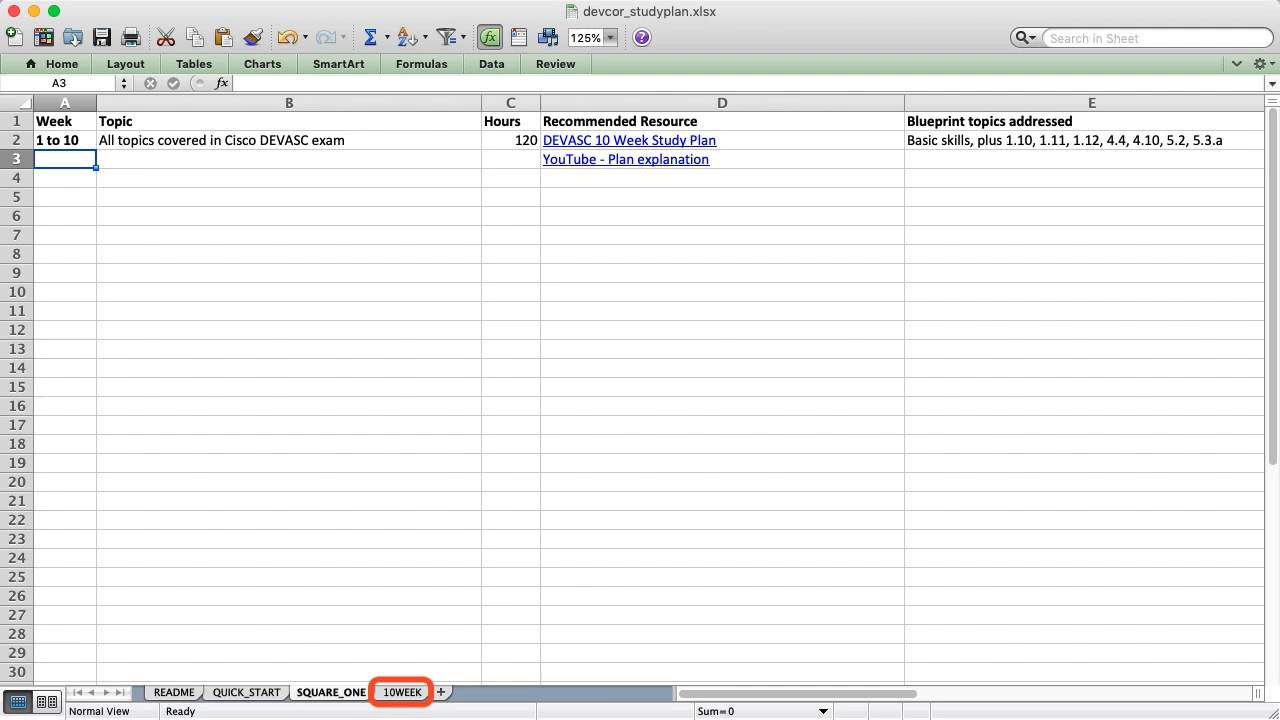 devcor_studyplan.xlsx
125%
Search in Sheet
Home Layout Tables Charts SmartArt Formulas Data Review
A3 fx
A B C D E
1 Week Topic Hours Recommended Resource Blueprint topics addressed
2 1 to 10 All topics covered in Cisco DEVASC exam 120 DEVASC 10 Week Study Plan Basic skills, plus 1.10, 1.11, 1.12, 4.4, 4.10, 5.2, 5.3.a
3 YouTube - Plan explanation
4
5
6
7
8
9
10
11
12
13
14
15
16
17
18
19
20
21
22
23
24
25
26
27
28
29
30
README QUICK_START SQUARE_ONE 10WEEK +
Normal View Ready Sum=0